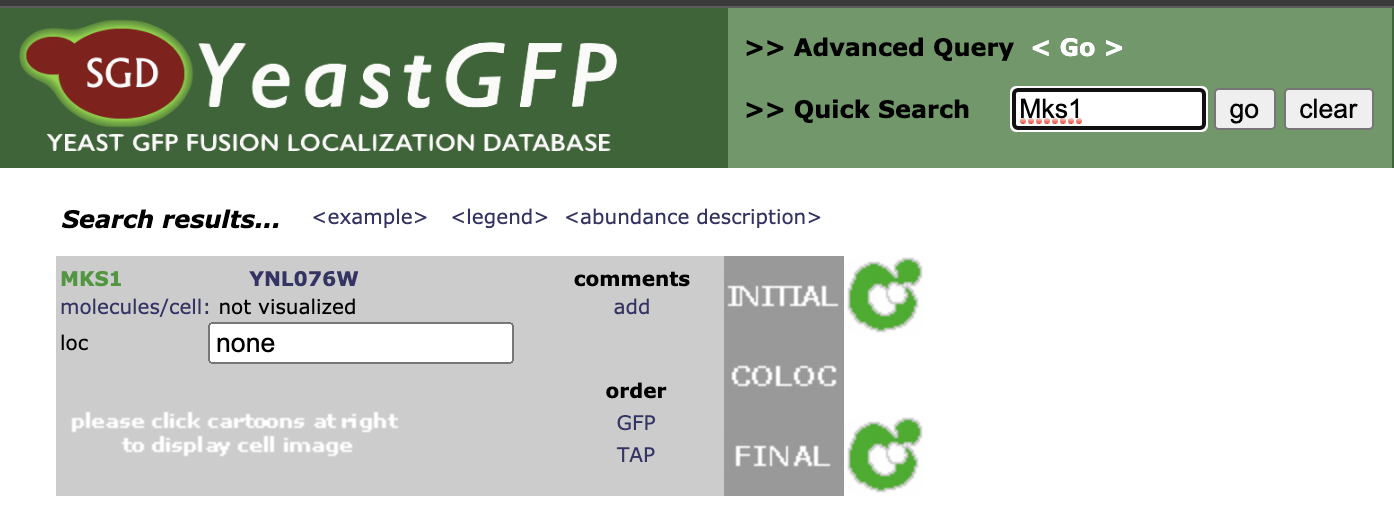 SGD YeastGFP
YEAST GFP FUSION LOCALIZATION DATABASE
>> Advanced Query < Go >
>> Quick Search Mks1 go clear
Search results... <example> <legend> <abundance description>
MKS1 YNL076W comments
molecules/cell: not visualized add
loc none
order
GFP
TAP
please click cartoons at right
to display cell image
INITIAL
COLOC
FINAL